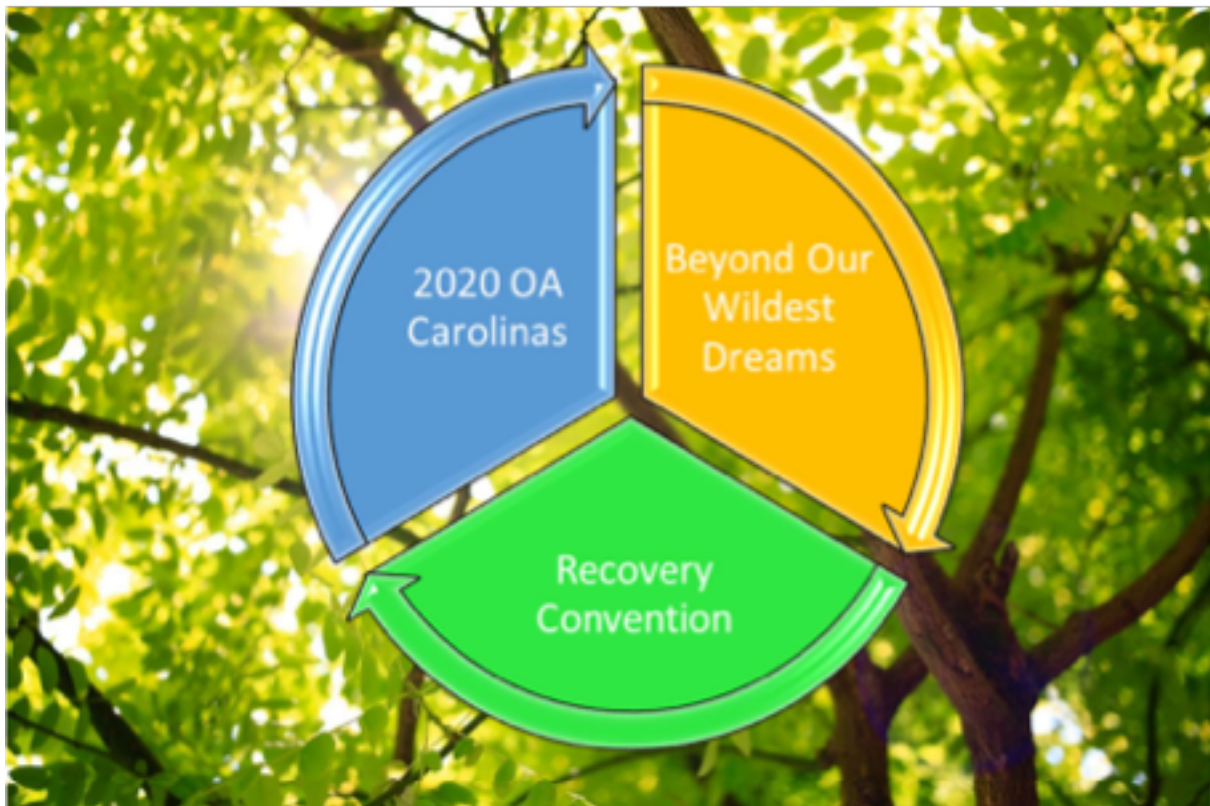 2020 OA
Carolinas
Beyond Our
Wildest
Dreams
Recovery
Convention